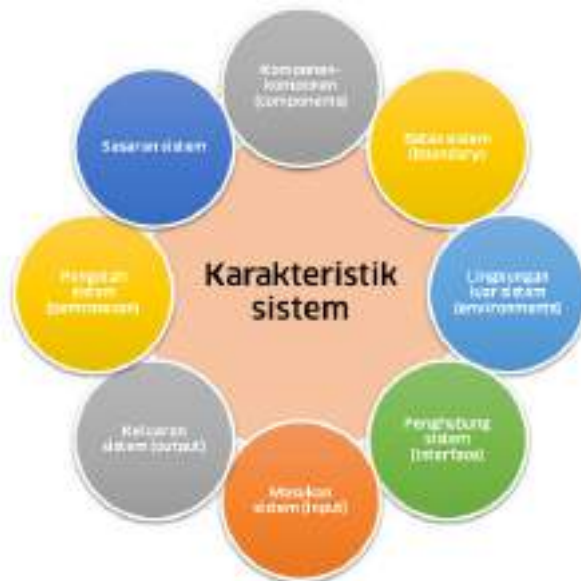 Komponen-
komponen
(components)
Batas sistem
(Boundary)
Lingkungan
luar sistem
(environments)
Penghubung
sistem
(Interface)
Masukan
sistem (Input)
Keluaran
sistem (output)
Pengolah
sistem
Sasaran sistem
Karakteristik
sistem